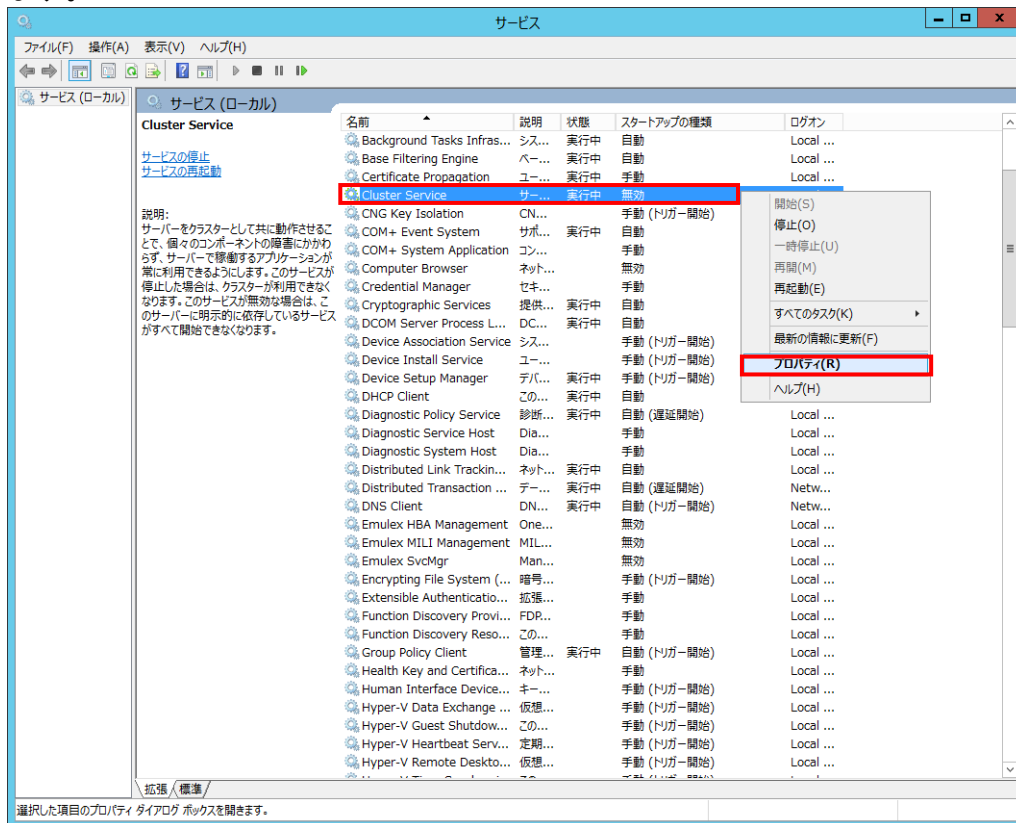 サービス
ファイル(F) 操作(A) 表示(V) ヘルプ(H)
サービス (ローカル)
サービス (ローカル)
Cluster Service
サービスの停止
サービスの再起動
説明:
サーバーをクラスターとして共に動作させるこ
とで、個々のコンポーネントの障害にかかわ
らず、サーバーで稼働するアプリケーションが
常に利用できるようにします。このサービスが
停止した場合は、クラスターが利用できなく
なります。このサービスが無効な場合は、こ
のサーバーに明示的に依存しているサービス
がすべて開始できなくなります。
名前 説明 状態 スタートアップの種類 ログオン
Background Tasks Infras... シス... 実行中 自動 Local ...
Base Filtering Engine ベー... 実行中 自動 Local ...
Certificate Propagation ユー... 実行中 手動 Local ...
Cluster Service サー... 実行中 無効
CNG Key Isolation CN... 手動 (トリガー開始)
COM+ Event System サポ... 実行中 自動
COM+ System Application コン... 手動
Computer Browser ネット... 無効
Credential Manager セキ... 手動
Cryptographic Services 提供... 実行中 自動
DCOM Server Process L... DC... 実行中 自動
Device Association Service シス... 手動 (トリガー開始)
Device Install Service ユー... 手動 (トリガー開始)
Device Setup Manager デバ... 実行中 手動 (トリガー開始)
DHCP Client この... 実行中 自動
Diagnostic Policy Service 診断... 実行中 自動 (遅延開始) Local ...
Diagnostic Service Host Dia... 手動 Local ...
Diagnostic System Host Dia... 手動 Local ...
Distributed Link Trackin... ネット... 実行中 自動 Local ...
Distributed Transaction ... デー... 実行中 自動 (遅延開始) Netw...
DNS Client DN... 実行中 自動 (トリガー開始) Netw...
Emulex HBA Management One... 無効 Local ...
Emulex MILI Management MIL... 無効 Local ...
Emulex SvcMgr Man... 無効 Local ...
Encrypting File System (... 暗号... 手動 (トリガー開始) Local ...
Extensible Authenticatio... 拡張... 手動 Local ...
Function Discovery Provi... FDP... 手動 Local ...
Function Discovery Reso... この... 手動 Local ...
Group Policy Client 管理... 実行中 自動 (トリガー開始) Local ...
Health Key and Certifica... ネット... 手動 Local ...
Human Interface Device... キー... 手動 (トリガー開始) Local ...
Hyper-V Data Exchange ... 仮想... 手動 (トリガー開始) Local ...
Hyper-V Guest Shutdow... この... 手動 (トリガー開始) Local ...
Hyper-V Heartbeat Serv... 定期... 手動 (トリガー開始) Local ...
Hyper-V Remote Deskto... 仮想... 手動 (トリガー開始) Local ...
開始(S)
停止(O)
一時停止(U)
再開(M)
再起動(E)
すべてのタスク(K)
最新の情報に更新(F)
プロパティ(R)
ヘルプ(H)
拡張 標準
選択した項目のプロパティ ダイアログ ボックスを開きます。